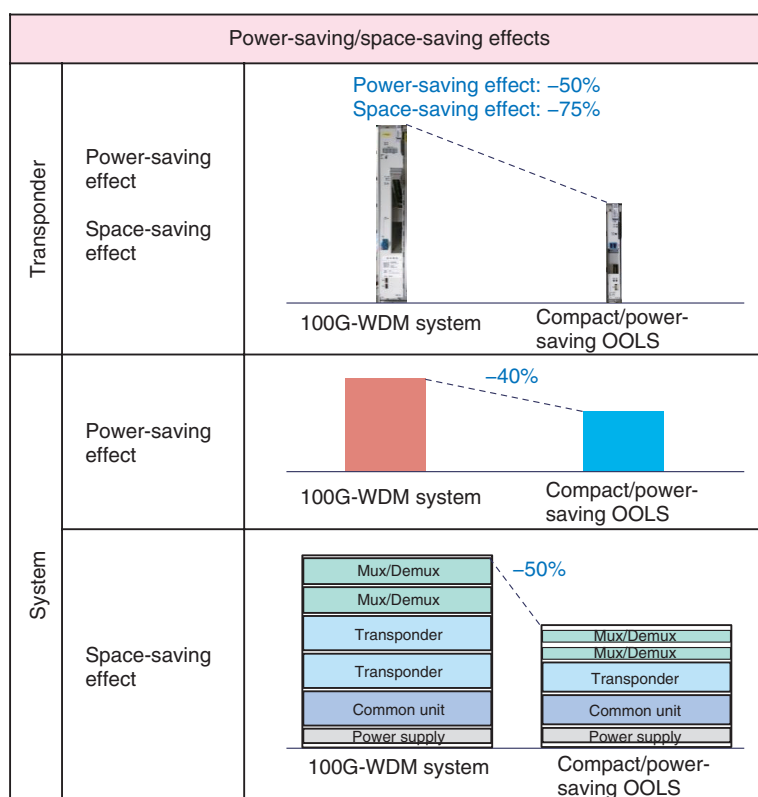 Power-saving/space-saving effects
Transponder
Power-saving
effect
Space-saving
effect
Power-saving effect: −50%
Space-saving effect: −75%
100G-WDM system
Compact/power-
saving OOLS
System
Power-saving
effect
−40%
100G-WDM system
Compact/power-
saving OOLS
Space-saving
effect
−50%
Mux/Demux
Mux/Demux
Transponder
Transponder
Common unit
Power supply
100G-WDM system
Mux/Demux
Mux/Demux
Transponder
Common unit
Power supply
Compact/power-
saving OOLS